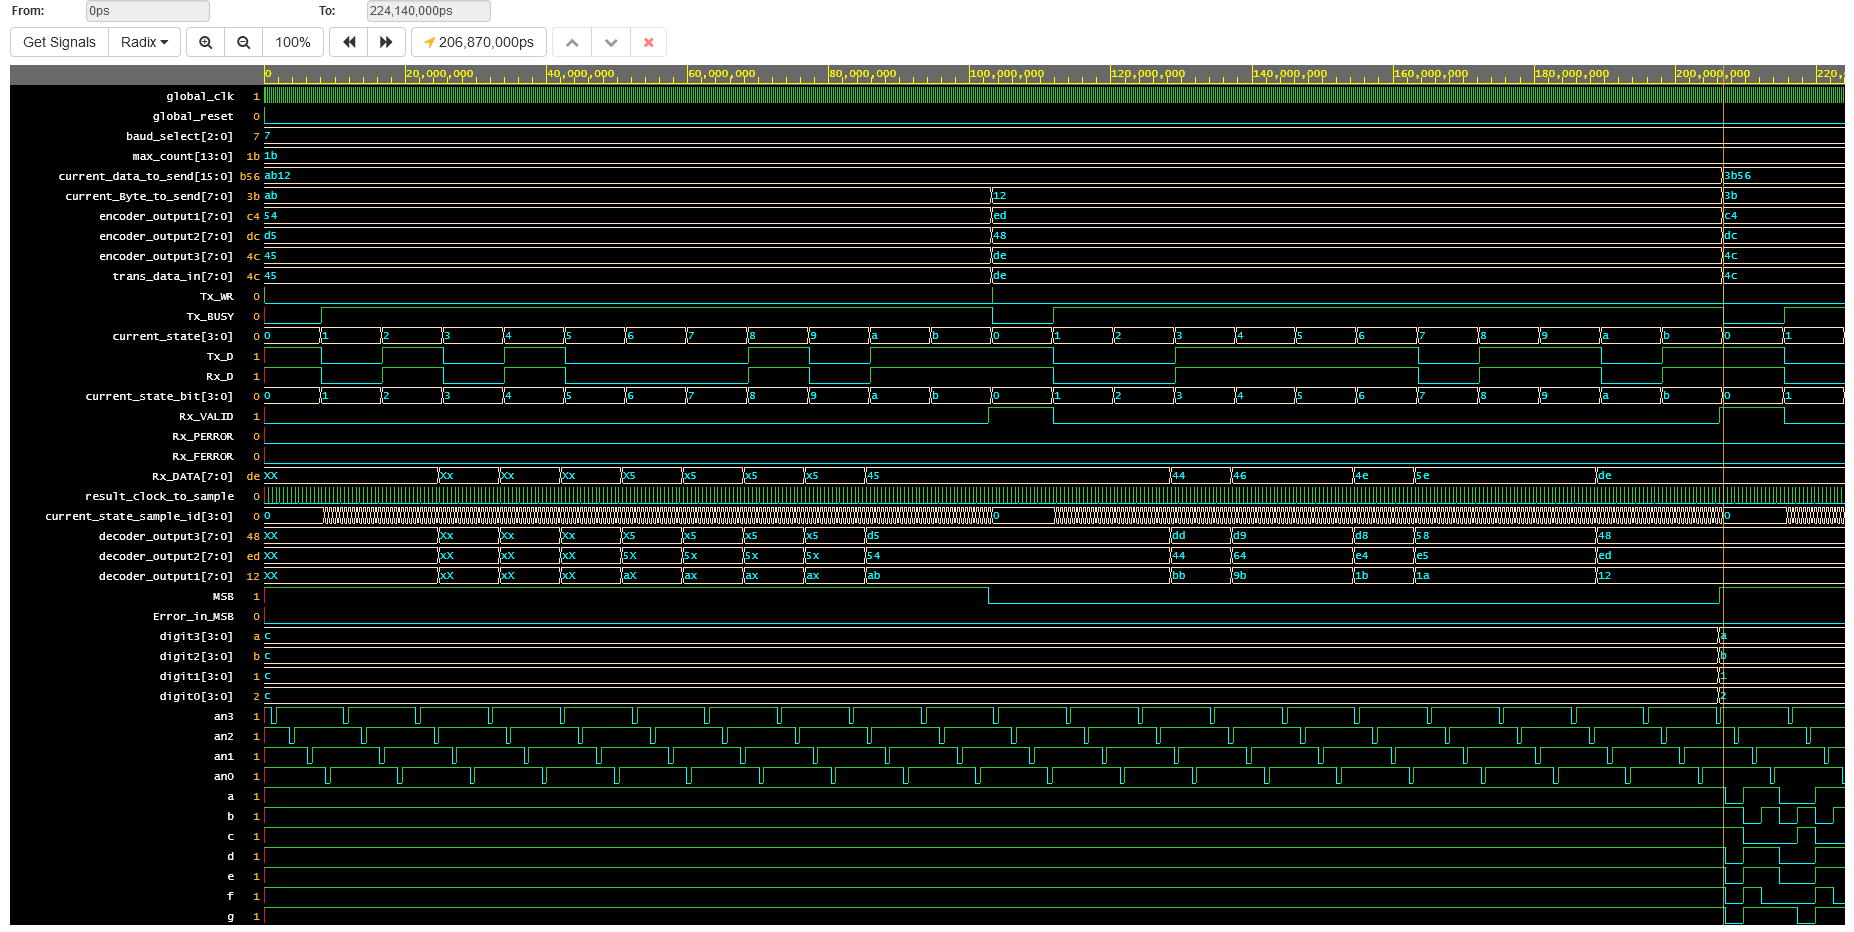 From: 0ps To: 224,140,000ps
Get Signals Radix 100% 206,870,000ps
0 20,000,000 40,000,000 60,000,000 80,000,000 100,000,000 120,000,000 140,000,000 160,000,000 180,000,000 200,000,000 220,
global_clk 1
global_reset 0
baud_select[2:0] 7 7
max_count[13:0] 1b 1b
current_data_to_send[15:0] b56 ab12 3b56
current_Byte_to_send[7:0] 3b ab 12 3b
encoder_output1[7:0] c4 54 ed c4
encoder_output2[7:0] dc d5 48 dc
encoder_output3[7:0] 4c 45 de 4c
trans_data_in[7:0] 4c 45 de 4c
Tx_WR 0
Tx_BUSY 0
current_state[3:0] 0 0 1 2 3 4 5 6 7 8 9 a b 0 1 2 3 4 5 6 7 8 9 a b 0 1
Tx_D 1
Rx_D 1
current_state_bit[3:0] 0 0 1 2 3 4 5 6 7 8 9 a b 0 1 2 3 4 5 6 7 8 9 a b 0 1
Rx_VALID 1
Rx_PERROR 0
Rx_FERROR 0
Rx_DATA[7:0] de XX Xx Xx Xx X5 x5 x5 x5 45 44 46 4e 5e de
result_clock_to_sample 0
current_state_sample_id[3:0] 0 0 0 0
decoder_output3[7:0] 48 XX Xx Xx Xx X5 x5 x5 x5 d5 dd d9 d8 58 48
decoder_output2[7:0] ed XX xX xX xX 5X 5x 5x 5x 54 44 64 e4 e5 ed
decoder_output1[7:0] 12 XX xX xX xX aX ax ax ax ab bb 9b 1b 1a 12
MSB 1
Error_in_MSB 0
digit3[3:0] a c a
digit2[3:0] b c b
digit1[3:0] 1 c 1
digit0[3:0] 2 c 2
an3 1
an2 1
an1 1
an0 1
a 1
b 1
c 1
d 1
e 1
f 1
g 1